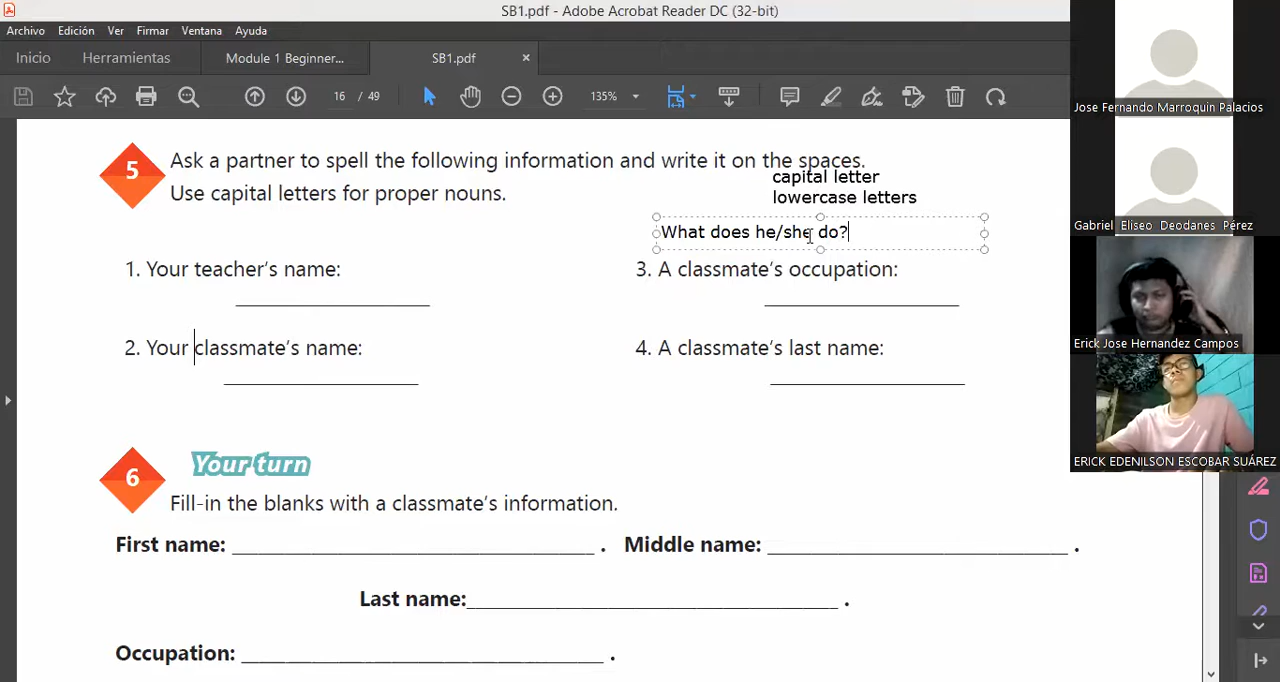 SB1.pdf - Adobe Acrobat Reader DC (32-bit)
Archivo Edición Ver Firmar Ventana Ayuda
Inicio Herramientas Module 1 Beginner... SB1.pdf ×
16 / 49 135%
5 Ask a partner to spell the following information and write it on the spaces.
Use capital letters for proper nouns.
capital letter
lowercase letters
What does he/she do?
1. Your teacher's name:
3. A classmate's occupation:
2. Your classmate's name:
4. A classmate's last name:
6 Your turn
Fill-in the blanks with a classmate's information.
First name: ______ . Middle name: ______ .
Last name: ______ .
Occupation: ______ .
Jose Fernando Marroquin Palacios
Gabriel Eliseo Deodanes Pérez
Erick Jose Hernandez Campos
ERICK EDENILSON ESCOBAR SUÁREZ